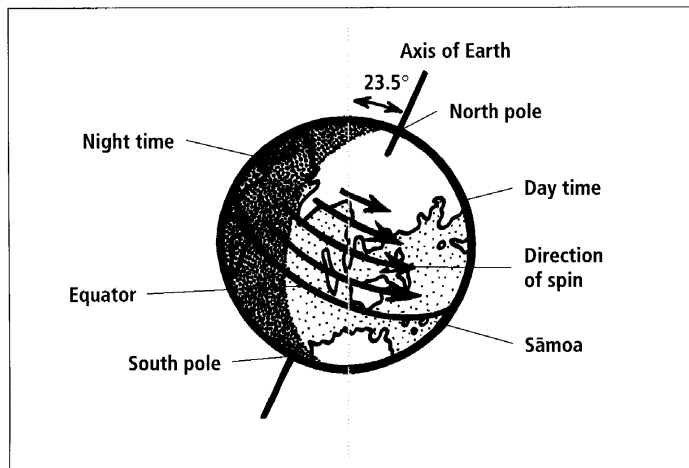 Axis of Earth
23.5°
North pole
Night time
Day time
Direction
of spin
Equator
Sāmoa
South pole